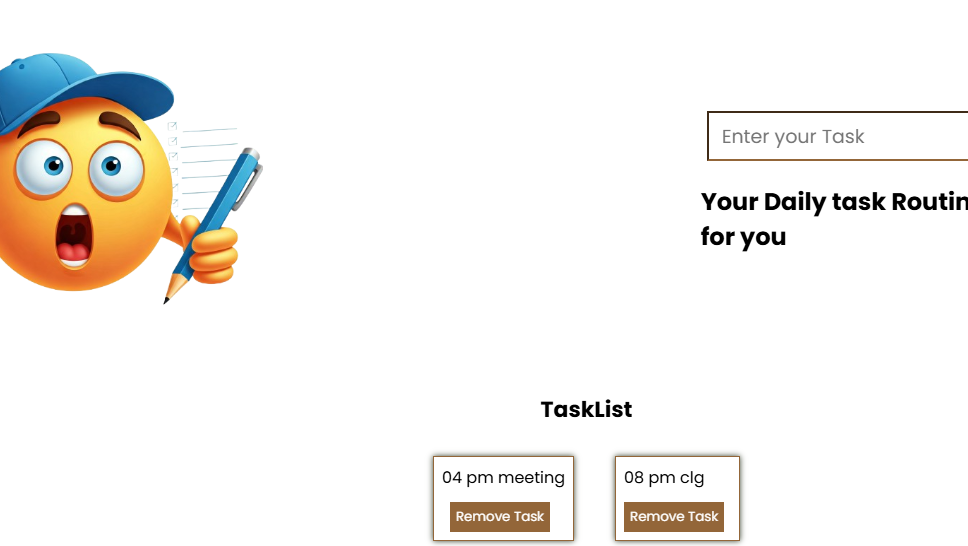 Enter your Task
Your Daily task Routin
for you
TaskList
04 pm meeting
08 pm clg
Remove Task
Remove Task